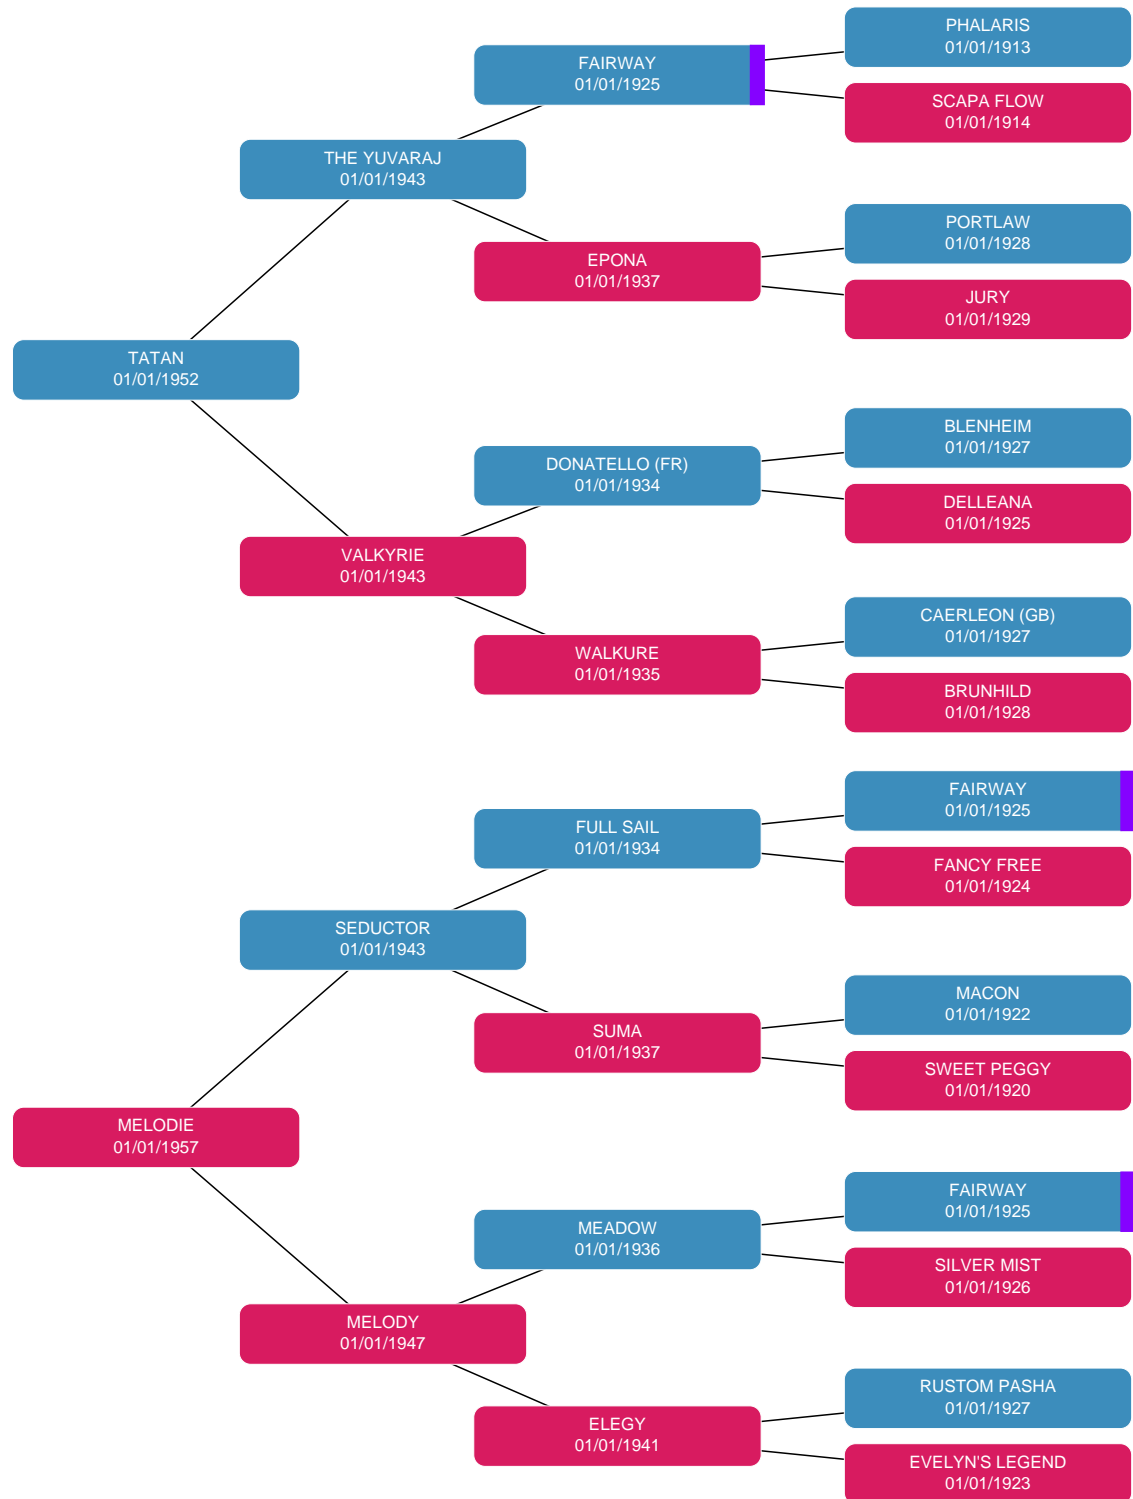 PHALARIS
01/01/1913
FAIRWAY
01/01/1925
SCAPA FLOW
01/01/1914
THE YUVARAJ
01/01/1943
PORTLAW
01/01/1928
EPONA
01/01/1937
JURY
01/01/1929
TATAN
01/01/1952
BLENHEIM
01/01/1927
DONATELLO (FR)
01/01/1934
DELLEANA
01/01/1925
VALKYRIE
01/01/1943
CAERLEON (GB)
01/01/1927
WALKURE
01/01/1935
BRUNHILD
01/01/1928
FAIRWAY
01/01/1925
FULL SAIL
01/01/1934
FANCY FREE
01/01/1924
SEDUCTOR
01/01/1943
MACON
01/01/1922
SUMA
01/01/1937
SWEET PEGGY
01/01/1920
MELODIE
01/01/1957
FAIRWAY
01/01/1925
MEADOW
01/01/1936
SILVER MIST
01/01/1926
MELODY
01/01/1947
RUSTOM PASHA
01/01/1927
ELEGY
01/01/1941
EVELYN'S LEGEND
01/01/1923